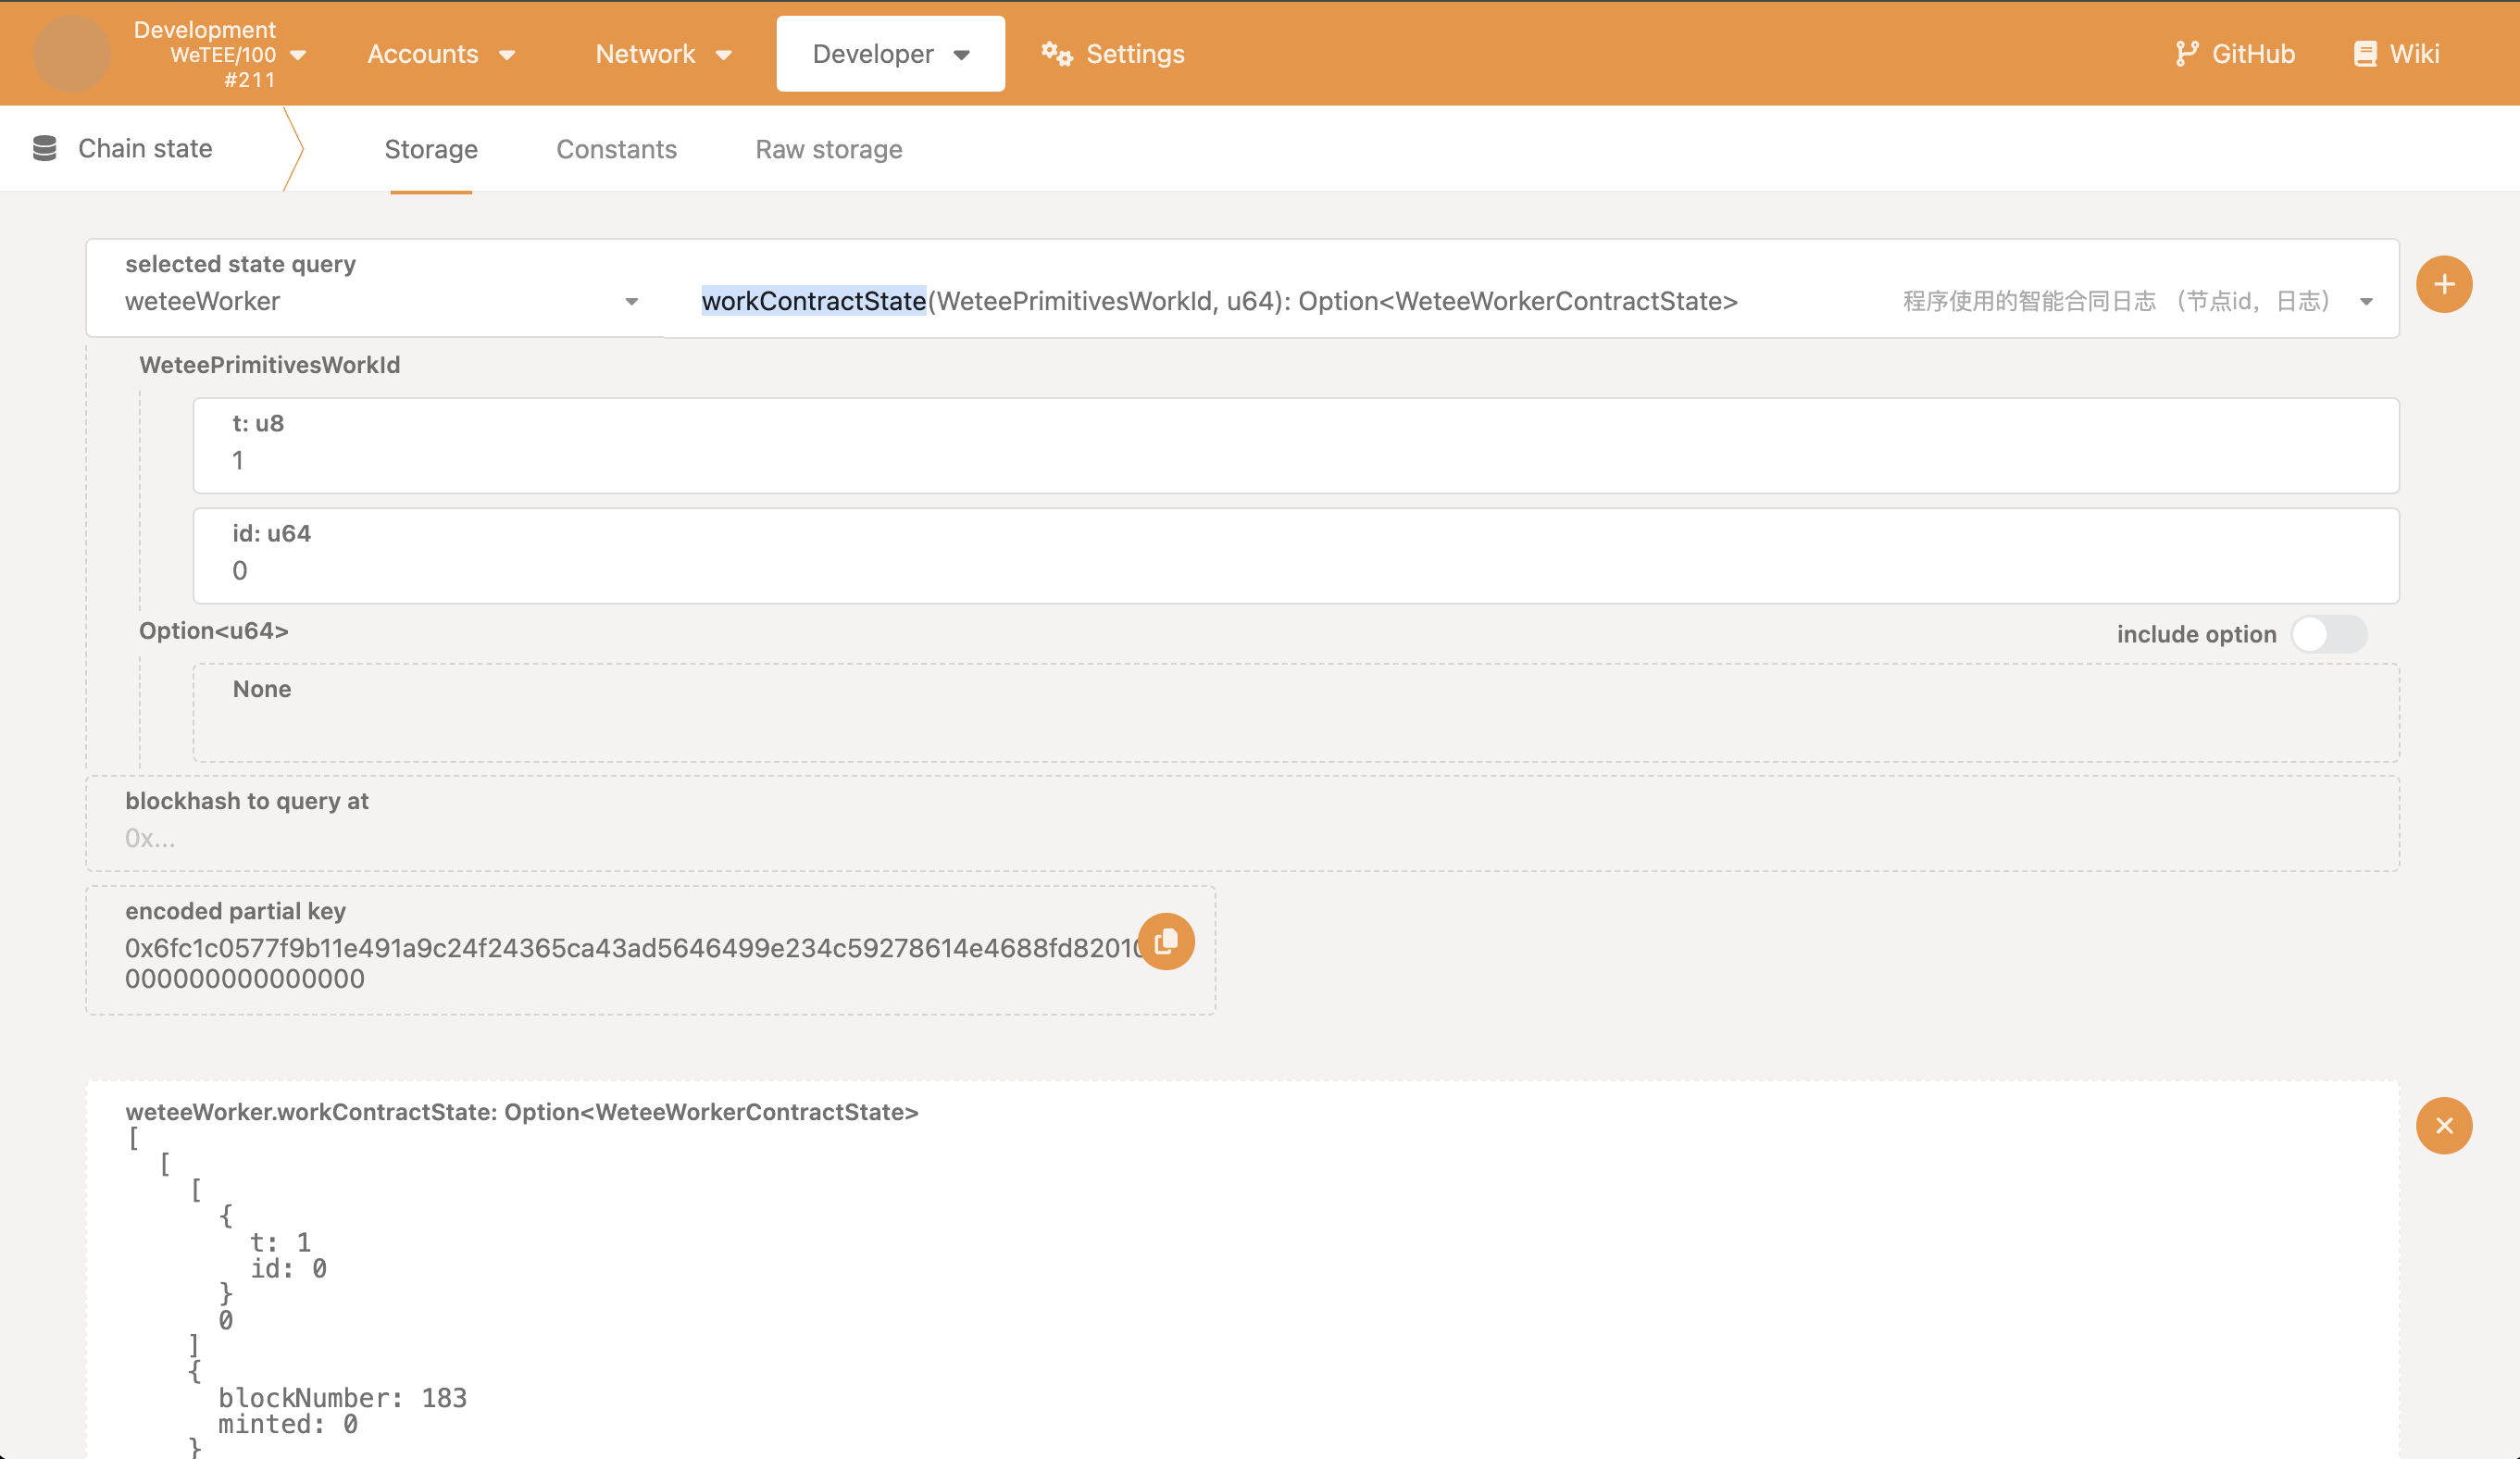 Development
WeTEE/100
#211
Accounts
Network
Developer
Settings
GitHub
Wiki
Chain state
Storage
Constants
Raw storage
selected state query
weteeWorker
workContractState(WeteePrimitivesWorkId, u64): Option<WeteeWorkerContractState>
程序使用的智能合同日志 （节点id，日志）
WeteePrimitivesWorkId
t: u8
1
id: u64
0
Option<u64>
include option
None
blockhash to query at
0x...
encoded partial key
0x6fc1c0577f9b11e491a9c24f24365ca43ad5646499e234c59278614e4688fd82010
000000000000000
weteeWorker.workContractState: Option<WeteeWorkerContractState>
[
[
[
{
t: 1
id: 0
}
0
]
{
blockNumber: 183
minted: 0
}